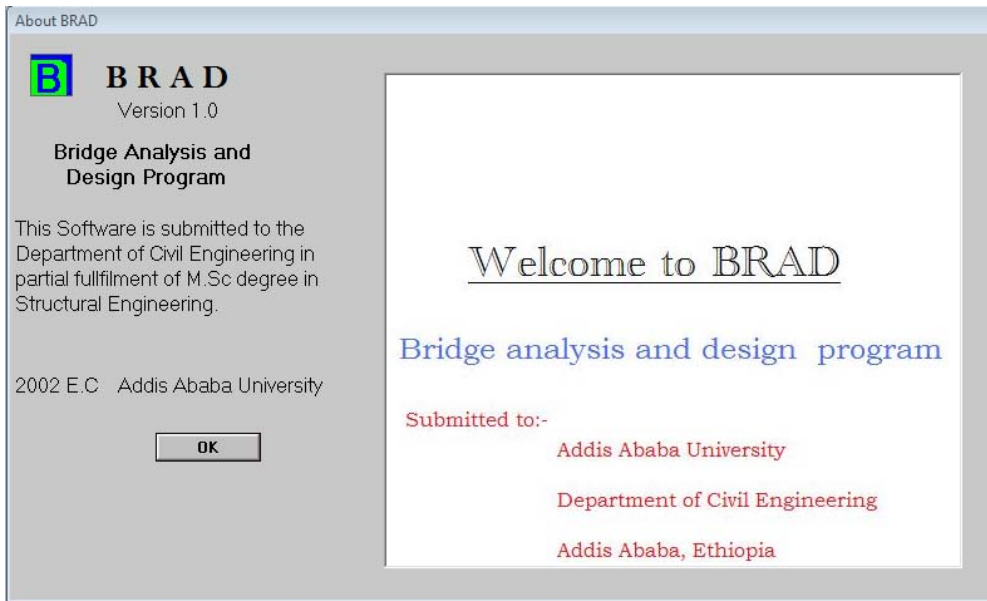 About BRAD
B
B R A D
Version 1.0
Bridge Analysis and
Design Program
This Software is submitted to the
Department of Civil Engineering in
partial fullfilment of M.Sc degree in
Structural Engineering.
2002 E.C Addis Ababa University
OK
Welcome to BRAD
Bridge analysis and design program
Submitted to:-
Addis Ababa University
Department of Civil Engineering
Addis Ababa, Ethiopia